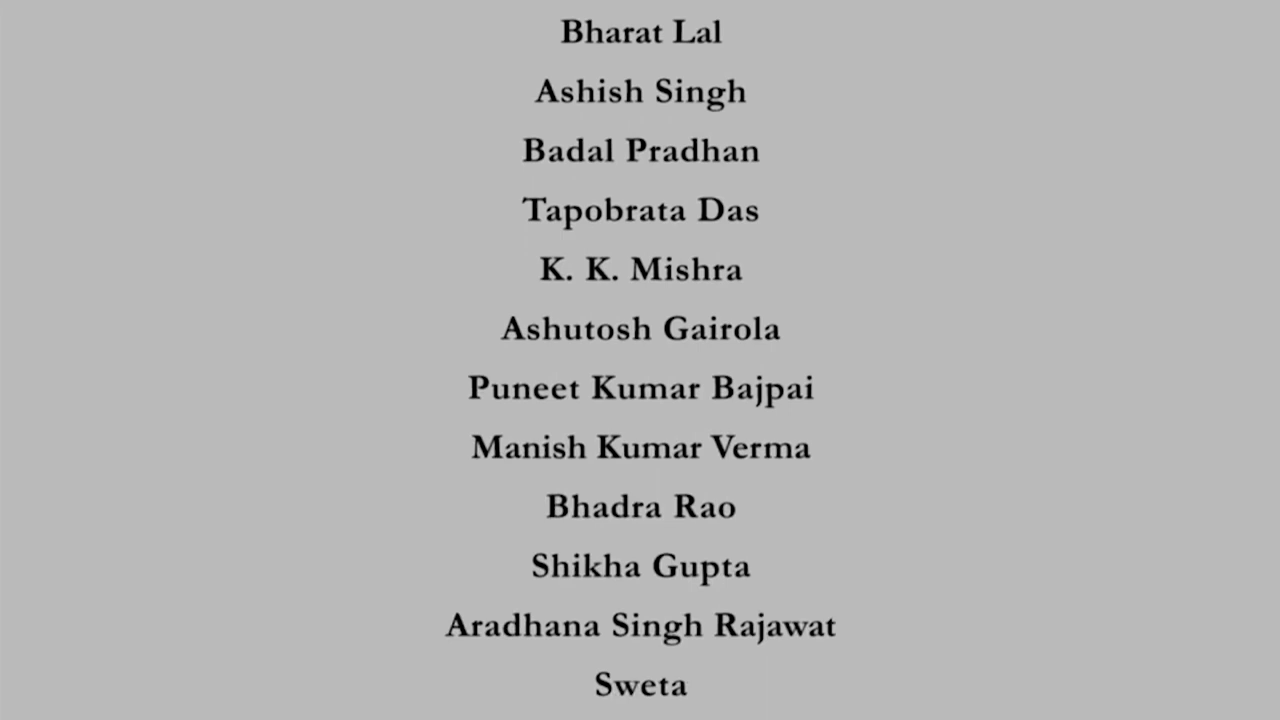 Bharat Lal
Ashish Singh
Badal Pradhan
Tapobrata Das
K. K. Mishra
Ashutosh Gairola
Puneet Kumar Bajpai
Manish Kumar Verma
Bhadra Rao
Shikha Gupta
Aradhana Singh Rajawat
Sweta